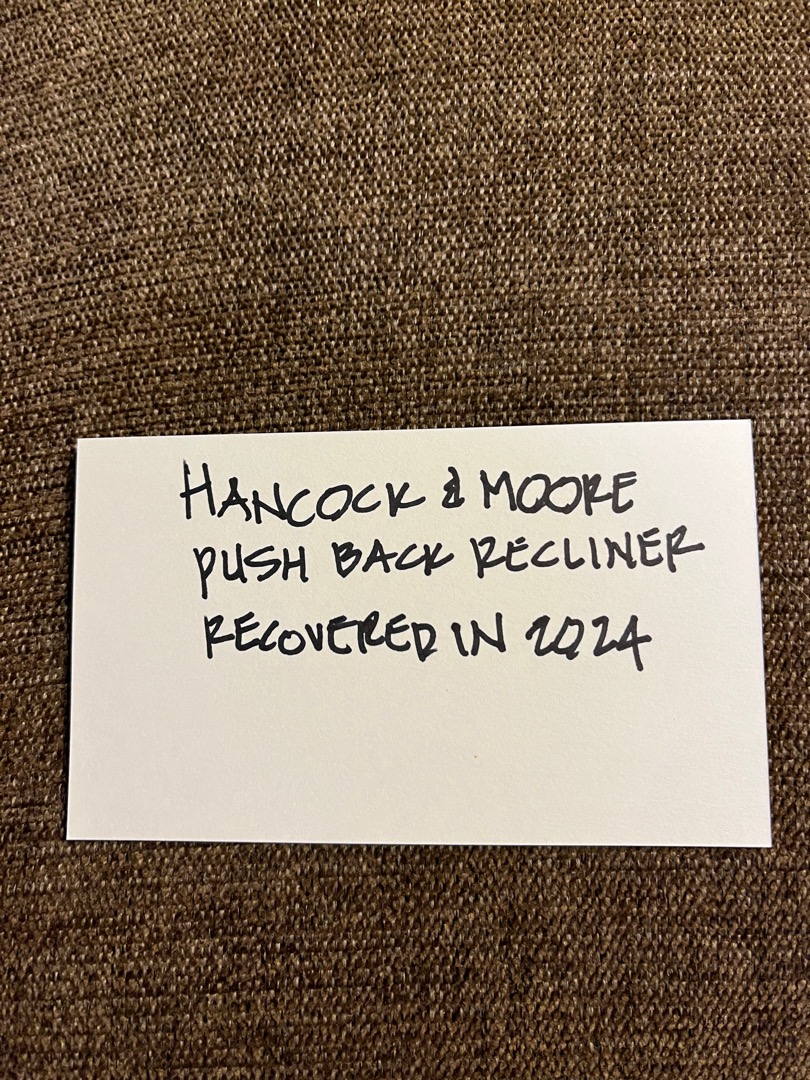 HANCOCK & MOORE
PUSH BACK RECLINER
RECOVERED IN 2024